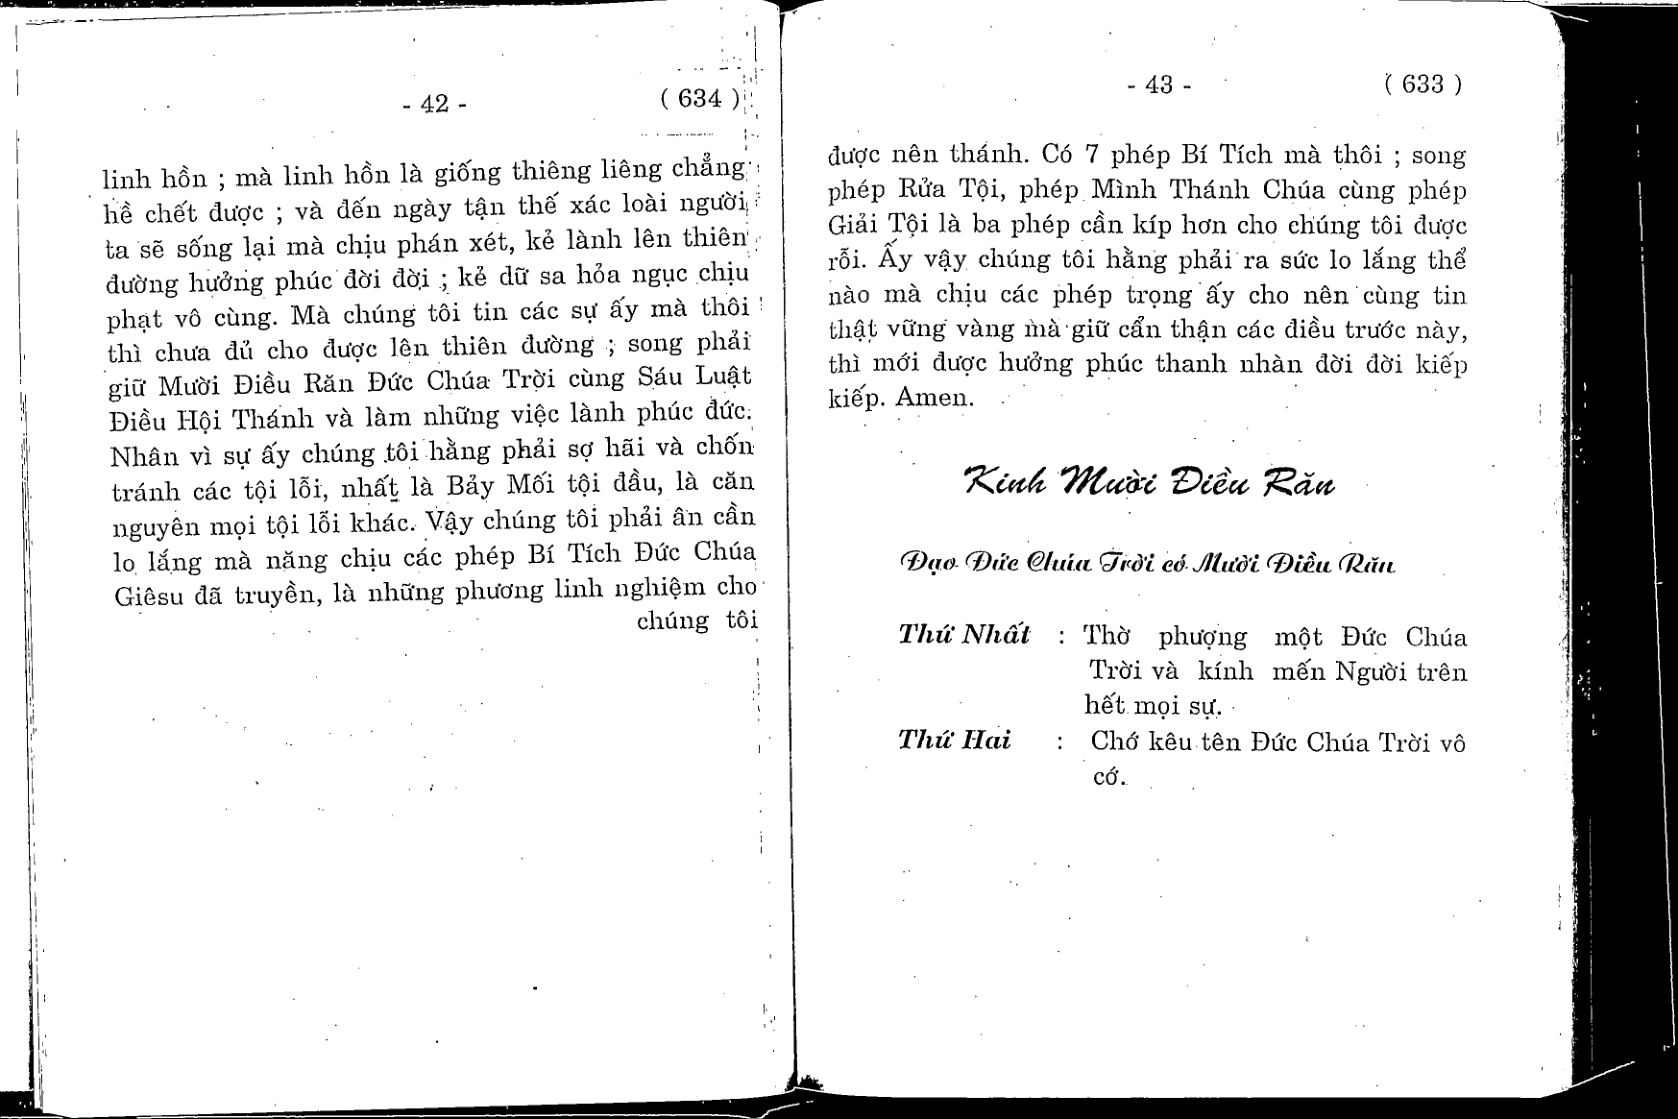 - 42 - ( 634 )
linh hồn ; mà linh hồn là giống thiêng liêng chẳng
hề chết được ; và đến ngày tận thế xác loài người
ta sẽ sống lại mà chịu phán xét, kẻ lành lên thiên
đường hưởng phúc đời đời ; kẻ dữ sa hỏa ngục chịu
phạt vô cùng. Mà chúng tôi tin các sự ấy mà thôi
thì chưa đủ cho được lên thiên đường ; song phải
giữ Mười Điều Răn Đức Chúa Trời cùng Sáu Luật
Điều Hội Thánh và làm những việc lành phúc đức.
Nhân vì sự ấy chúng tôi hằng phải sợ hãi và chốn
tránh các tội lỗi, nhất là Bảy Mối tội đầu, là căn
nguyên mọi tội lỗi khác. Vậy chúng tôi phải ân cần
lo lắng mà năng chịu các phép Bí Tích Đức Chúa
Giêsu đã truyền, là những phương linh nghiệm cho
chúng tôi
- 43 - ( 633 )
được nên thánh. Có 7 phép Bí Tích mà thôi ; song
phép Rửa Tội, phép Mình Thánh Chúa cùng phép
Giải Tội là ba phép cần kíp hơn cho chúng tôi được
rỗi. Ấy vậy chúng tôi hằng phải ra sức lo lắng thể
nào mà chịu các phép trọng ấy cho nên cùng tin
thật vững vàng mà giữ cẩn thận các điều trước này,
thì mới được hưởng phúc thanh nhàn đời đời kiếp
kiếp. Amen.
Kinh Mười Điều Răn
Đạo Đức Chúa Trời có Mười Điều Răn
Thứ Nhất : Thờ phượng một Đức Chúa
Trời và kính mến Người trên
hết mọi sự.
Thứ Hai : Chớ kêu tên Đức Chúa Trời vô
cớ.